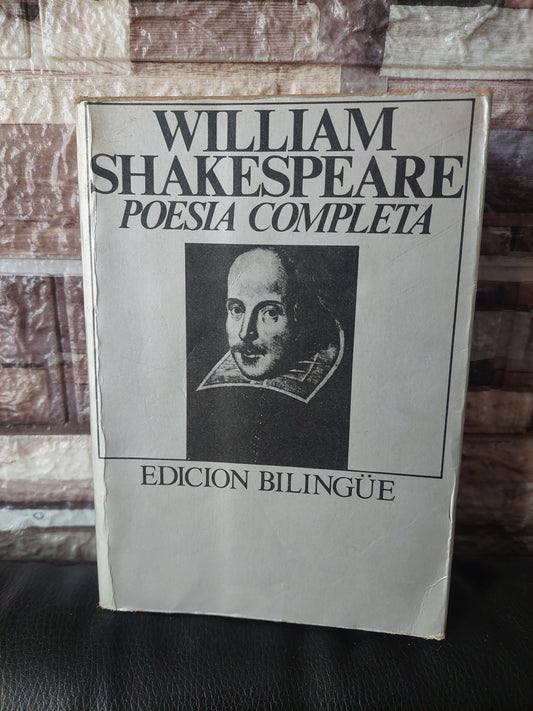 WILLIAM
SHAKESPEARE
POESIA COMPLETA
EDICION BILINGÜE